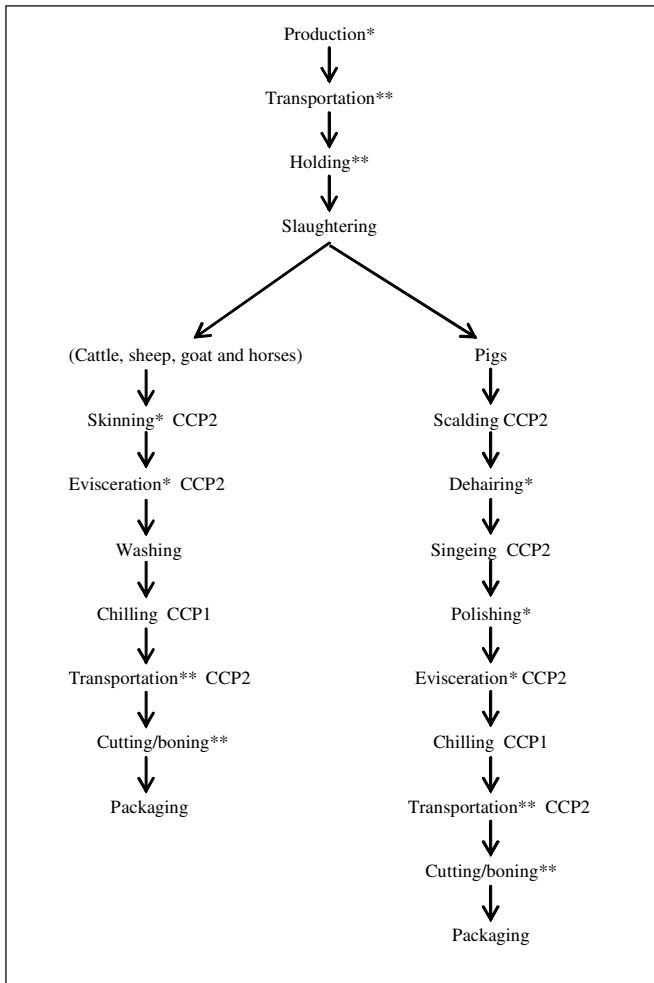 Production*
Transportation**
Holding**
Slaughtering
(Cattle, sheep, goat and horses)
Skinning* CCP2
Evisceration* CCP2
Washing
Chilling CCP1
Transportation** CCP2
Cutting/boning**
Packaging
Pigs
Scalding CCP2
Dehairing*
Singeing CCP2
Polishing*
Evisceration* CCP2
Chilling CCP1
Transportation** CCP2
Cutting/boning**
Packaging